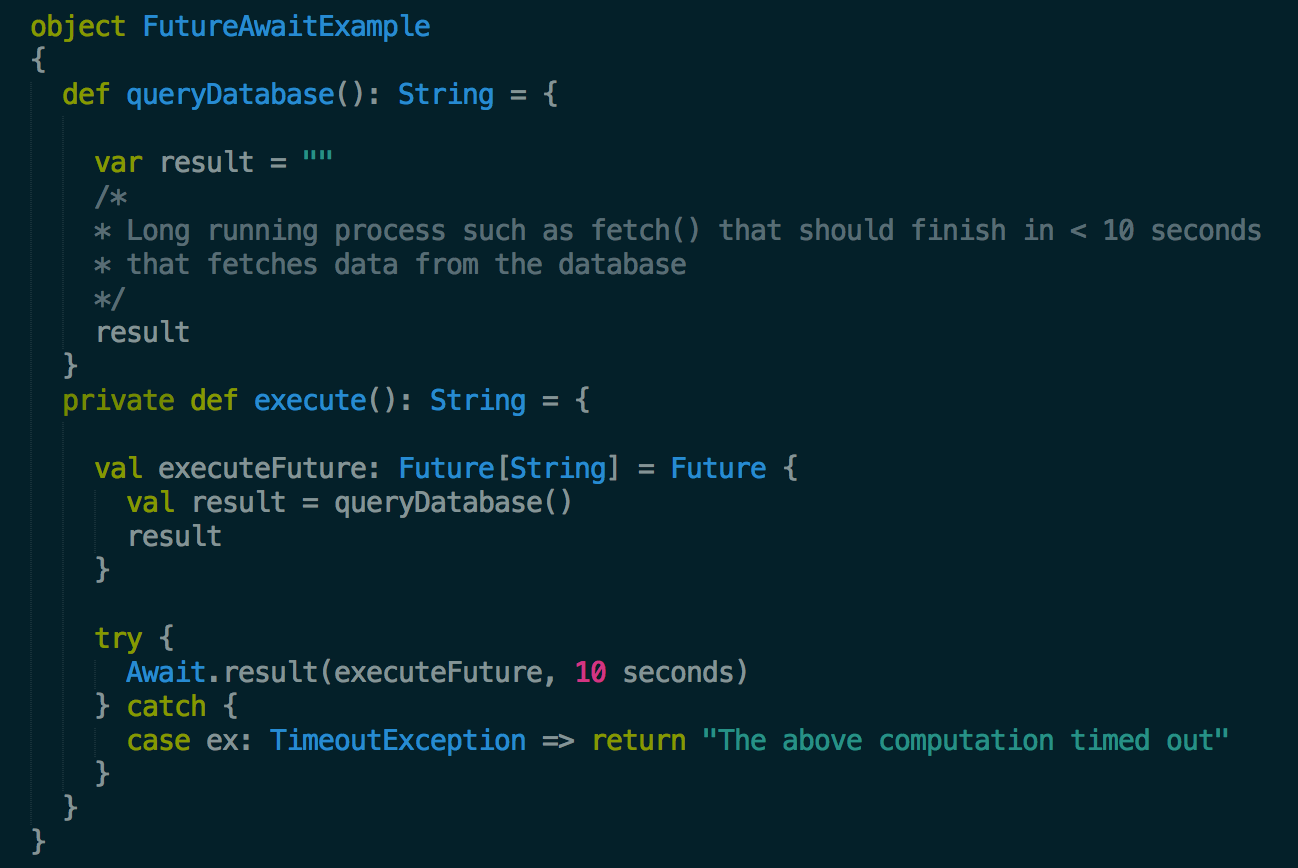 object FutureAwaitExample
{
  def queryDatabase(): String = {

    var result = ""
    /*
    * Long running process such as fetch() that should finish in < 10 seconds
    * that fetches data from the database
    */
    result
  }
  private def execute(): String = {

    val executeFuture: Future[String] = Future {
      val result = queryDatabase()
      result
    }

    try {
      Await.result(executeFuture, 10 seconds)
    } catch {
      case ex: TimeoutException => return "The above computation timed out"
    }
  }
}